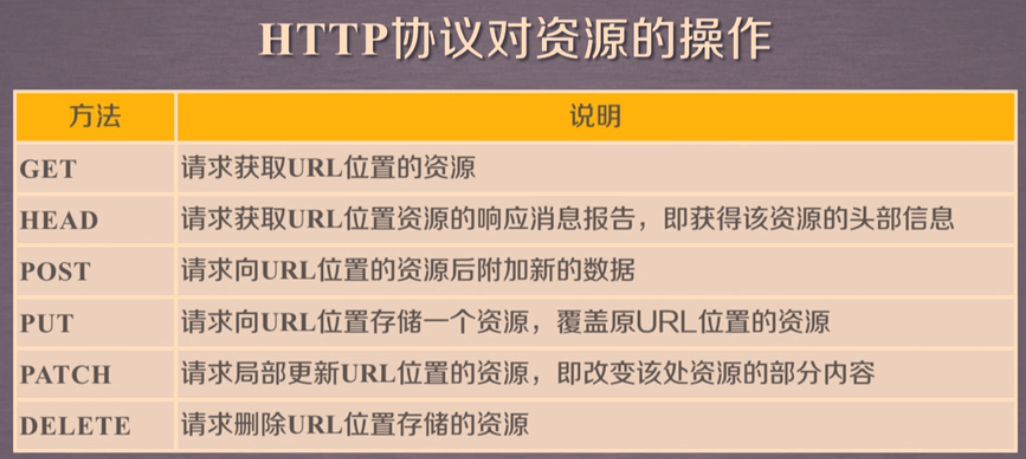 HTTP协议对资源的操作
方法 说明
GET 请求获取URL位置的资源
HEAD 请求获取URL位置资源的响应消息报告，即获得该资源的头部信息
POST 请求向URL位置的资源后附加新的数据
PUT 请求向URL位置存储一个资源，覆盖原URL位置的资源
PATCH 请求局部更新URL位置的资源，即改变该处资源的部分内容
DELETE 请求删除URL位置存储的资源